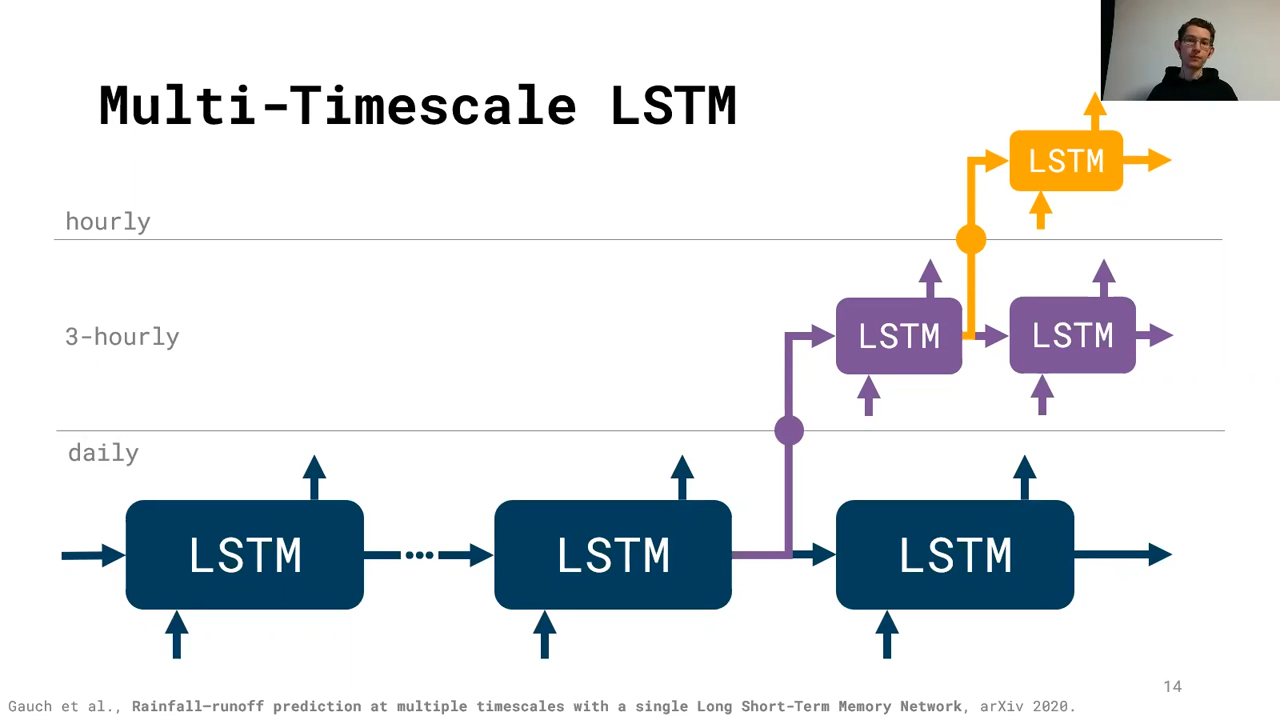 Multi-Timescale LSTM
LSTM
hourly
3-hourly
LSTM LSTM
daily
LSTM LSTM LSTM
14
Gauch et al., Rainfall-runoff prediction at multiple timescales with a single Long Short-Term Memory Network, arXiv 2020.